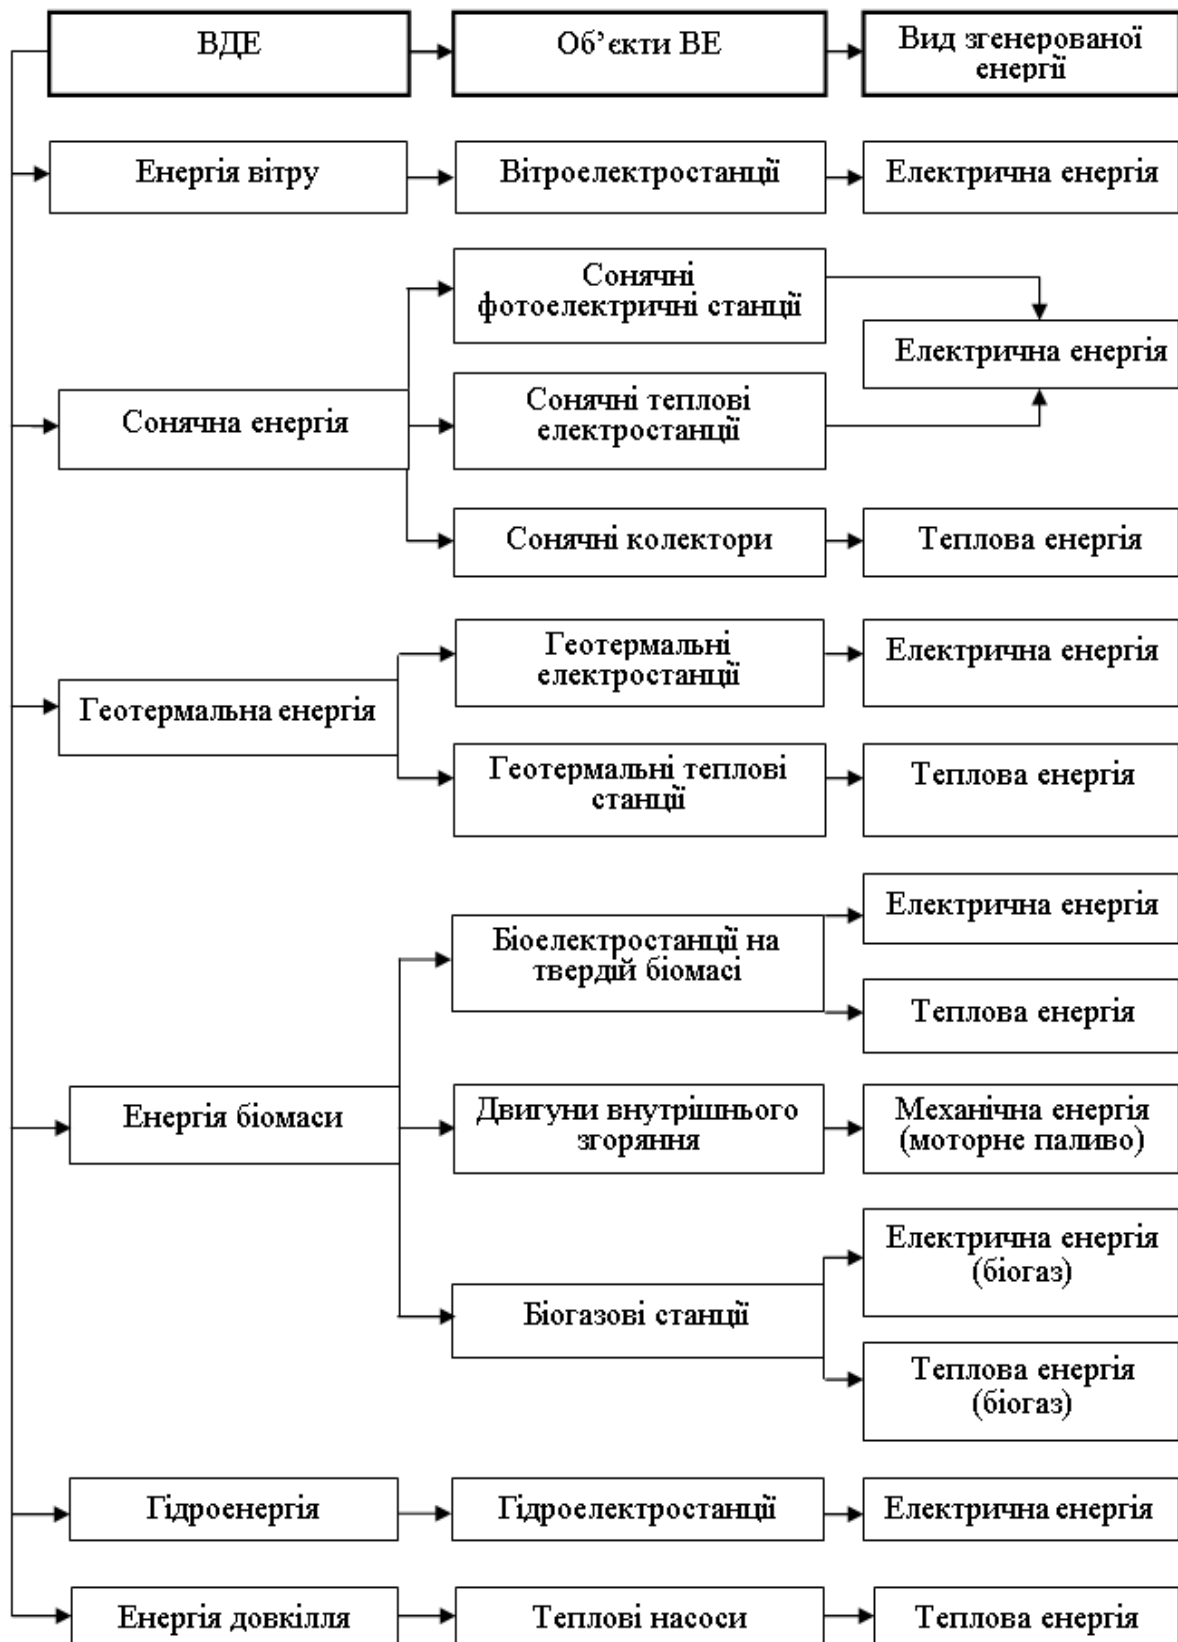 ВДЕ
Об’єкти ВЕ
Вид згенерованої
енергії
Енергія вітру
Вітроелектростанції
Електрична енергія
Сонячна енергія
Сонячні
фотоелектричні станції
Сонячні теплові
електростанції
Електрична енергія
Сонячні колектори
Теплова енергія
Геотермальна енергія
Геотермальні
електростанції
Електрична енергія
Геотермальні теплові
станції
Теплова енергія
Енергія біомаси
Біоелектростанції на
твердій біомасі
Електрична енергія
Теплова енергія
Двигуни внутрішнього
згоряння
Механічна енергія
(моторне паливо)
Біогазові станції
Електрична енергія
(біогаз)
Теплова енергія
(біогаз)
Гідроенергія
Гідроелектростанції
Електрична енергія
Енергія довкілля
Теплові насоси
Теплова енергія